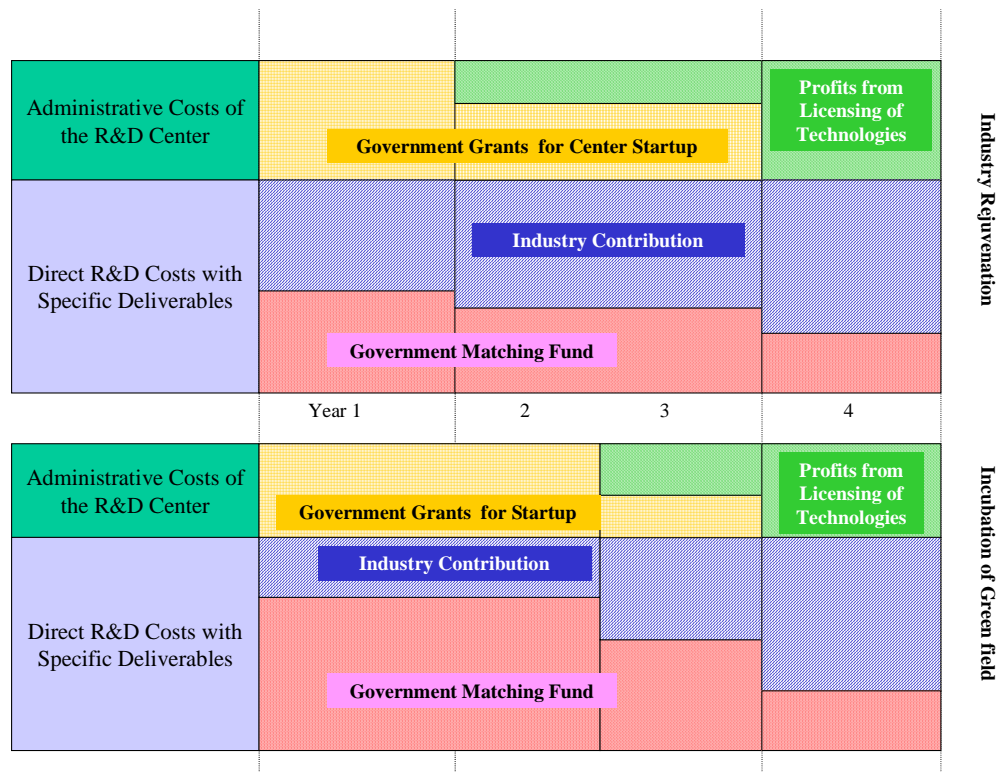 Administrative Costs of
the R&D Center
Government Grants for Center Startup
Profits from
Licensing of
Technologies
Direct R&D Costs with
Specific Deliverables
Industry Contribution
Government Matching Fund
Industry Rejuvenation
Year 1
2
3
4
Administrative Costs of
the R&D Center
Government Grants for Startup
Profits from
Licensing of
Technologies
Direct R&D Costs with
Specific Deliverables
Industry Contribution
Government Matching Fund
Incubation of Green field